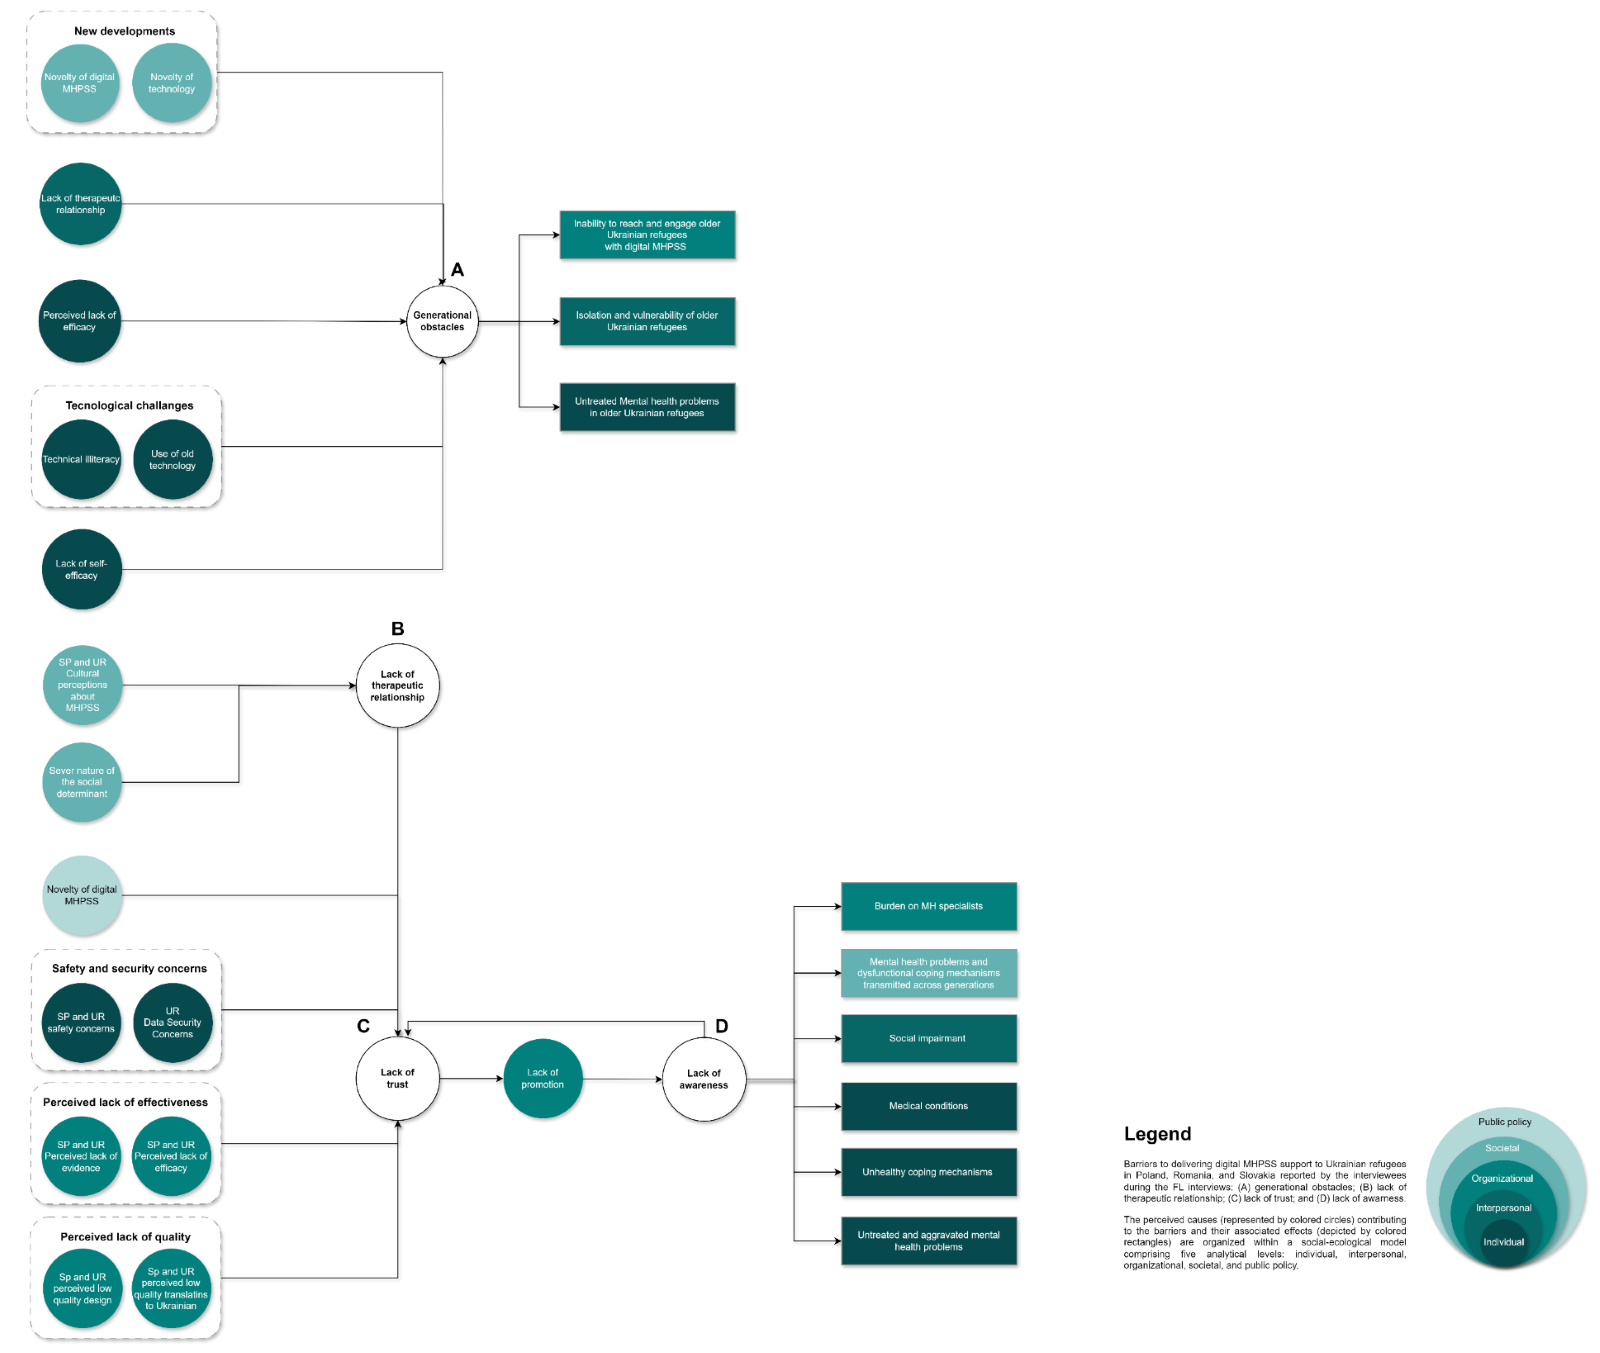 New developments
Novelty of digital
MHPSS
Novelty of
technology
Lack of therapeutc
relationship
Perceived lack of
efficacy
A
Generational
obstacles
Inability to reach and engage older
Ukrainian refugees
with digital MHPSS
Isolation and vulnerability of older
Ukrainian refugees
Untreated Mental health problems
in older Ukrainian refugees
Tecnological challanges
Technical illiteracy
Use of old
technology
Lack of self-
efficacy
B
SP and UR
Cultural
perceptions
about
MHPSS
Lack of
therapeutic
relationship
Sever nature of
the social
determinant
Novelty of digital
MHPSS
Safety and security concerns
SP and UR
safety concerns
UR
Data Security
Concerns
C
Lack of
trust
Lack of
promotion
D
Lack of
awareness
Perceived lack of effectiveness
SP and UR
Perceived lack of
evidence
SP and UR
Perceived lack of
efficacy
Perceived lack of quality
Sp and UR
perceived low
quality design
Sp and UR
perceived low
quality translatins
to Ukrainian
Burden on MH specialists
Mental health problems and
dysfunctional coping mechanisms
transmitted across generations
Social impairmant
Medical conditions
Unhealthy coping mechanisms
Untreated and aggravated mental
health problems
Legend
Barriers to delivering digital MHPSS support to Ukrainian refugees
in Poland, Romania, and Slovakia reported by the interviewees
during the FL interviews: (A) generational obstacles; (B) lack of
therapeutic relationship; (C) lack of trust; and (D) lack of awarness.
The perceived causes (represented by colored circles) contributing
to the barriers and their associated effects (depicted by colored
rectangles) are organized within a social-ecological model
comprising five analytical levels: individual, interpersonal,
organizational, societal, and public policy.
Public policy
Societal
Organizational
Interpersonal
Individual